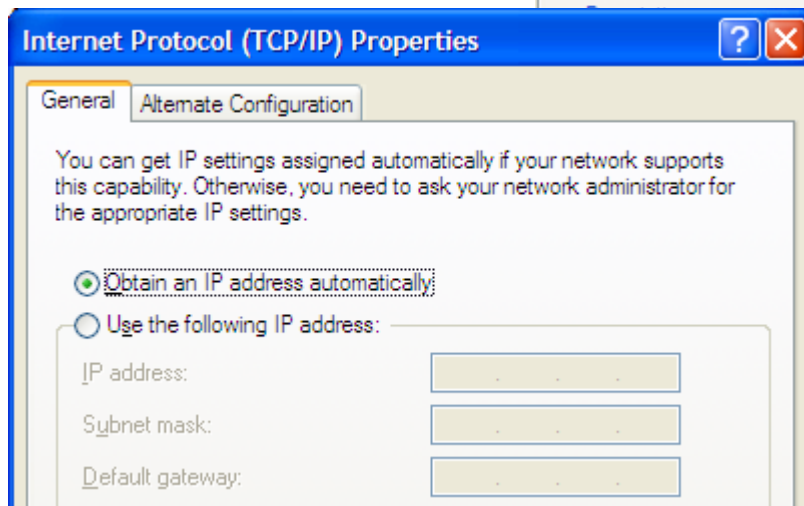 Internet Protocol (TCP/IP) Properties
General
Alternate Configuration
You can get IP settings assigned automatically if your network supports
this capability. Otherwise, you need to ask your network administrator for
the appropriate IP settings.
Obtain an IP address automatically
Use the following IP address:
IP address:
Subnet mask:
Default gateway: